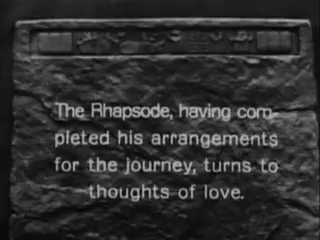 The Rhapsode, having com-
pleted his arrangements
for the journey, turns to
thoughts of love.